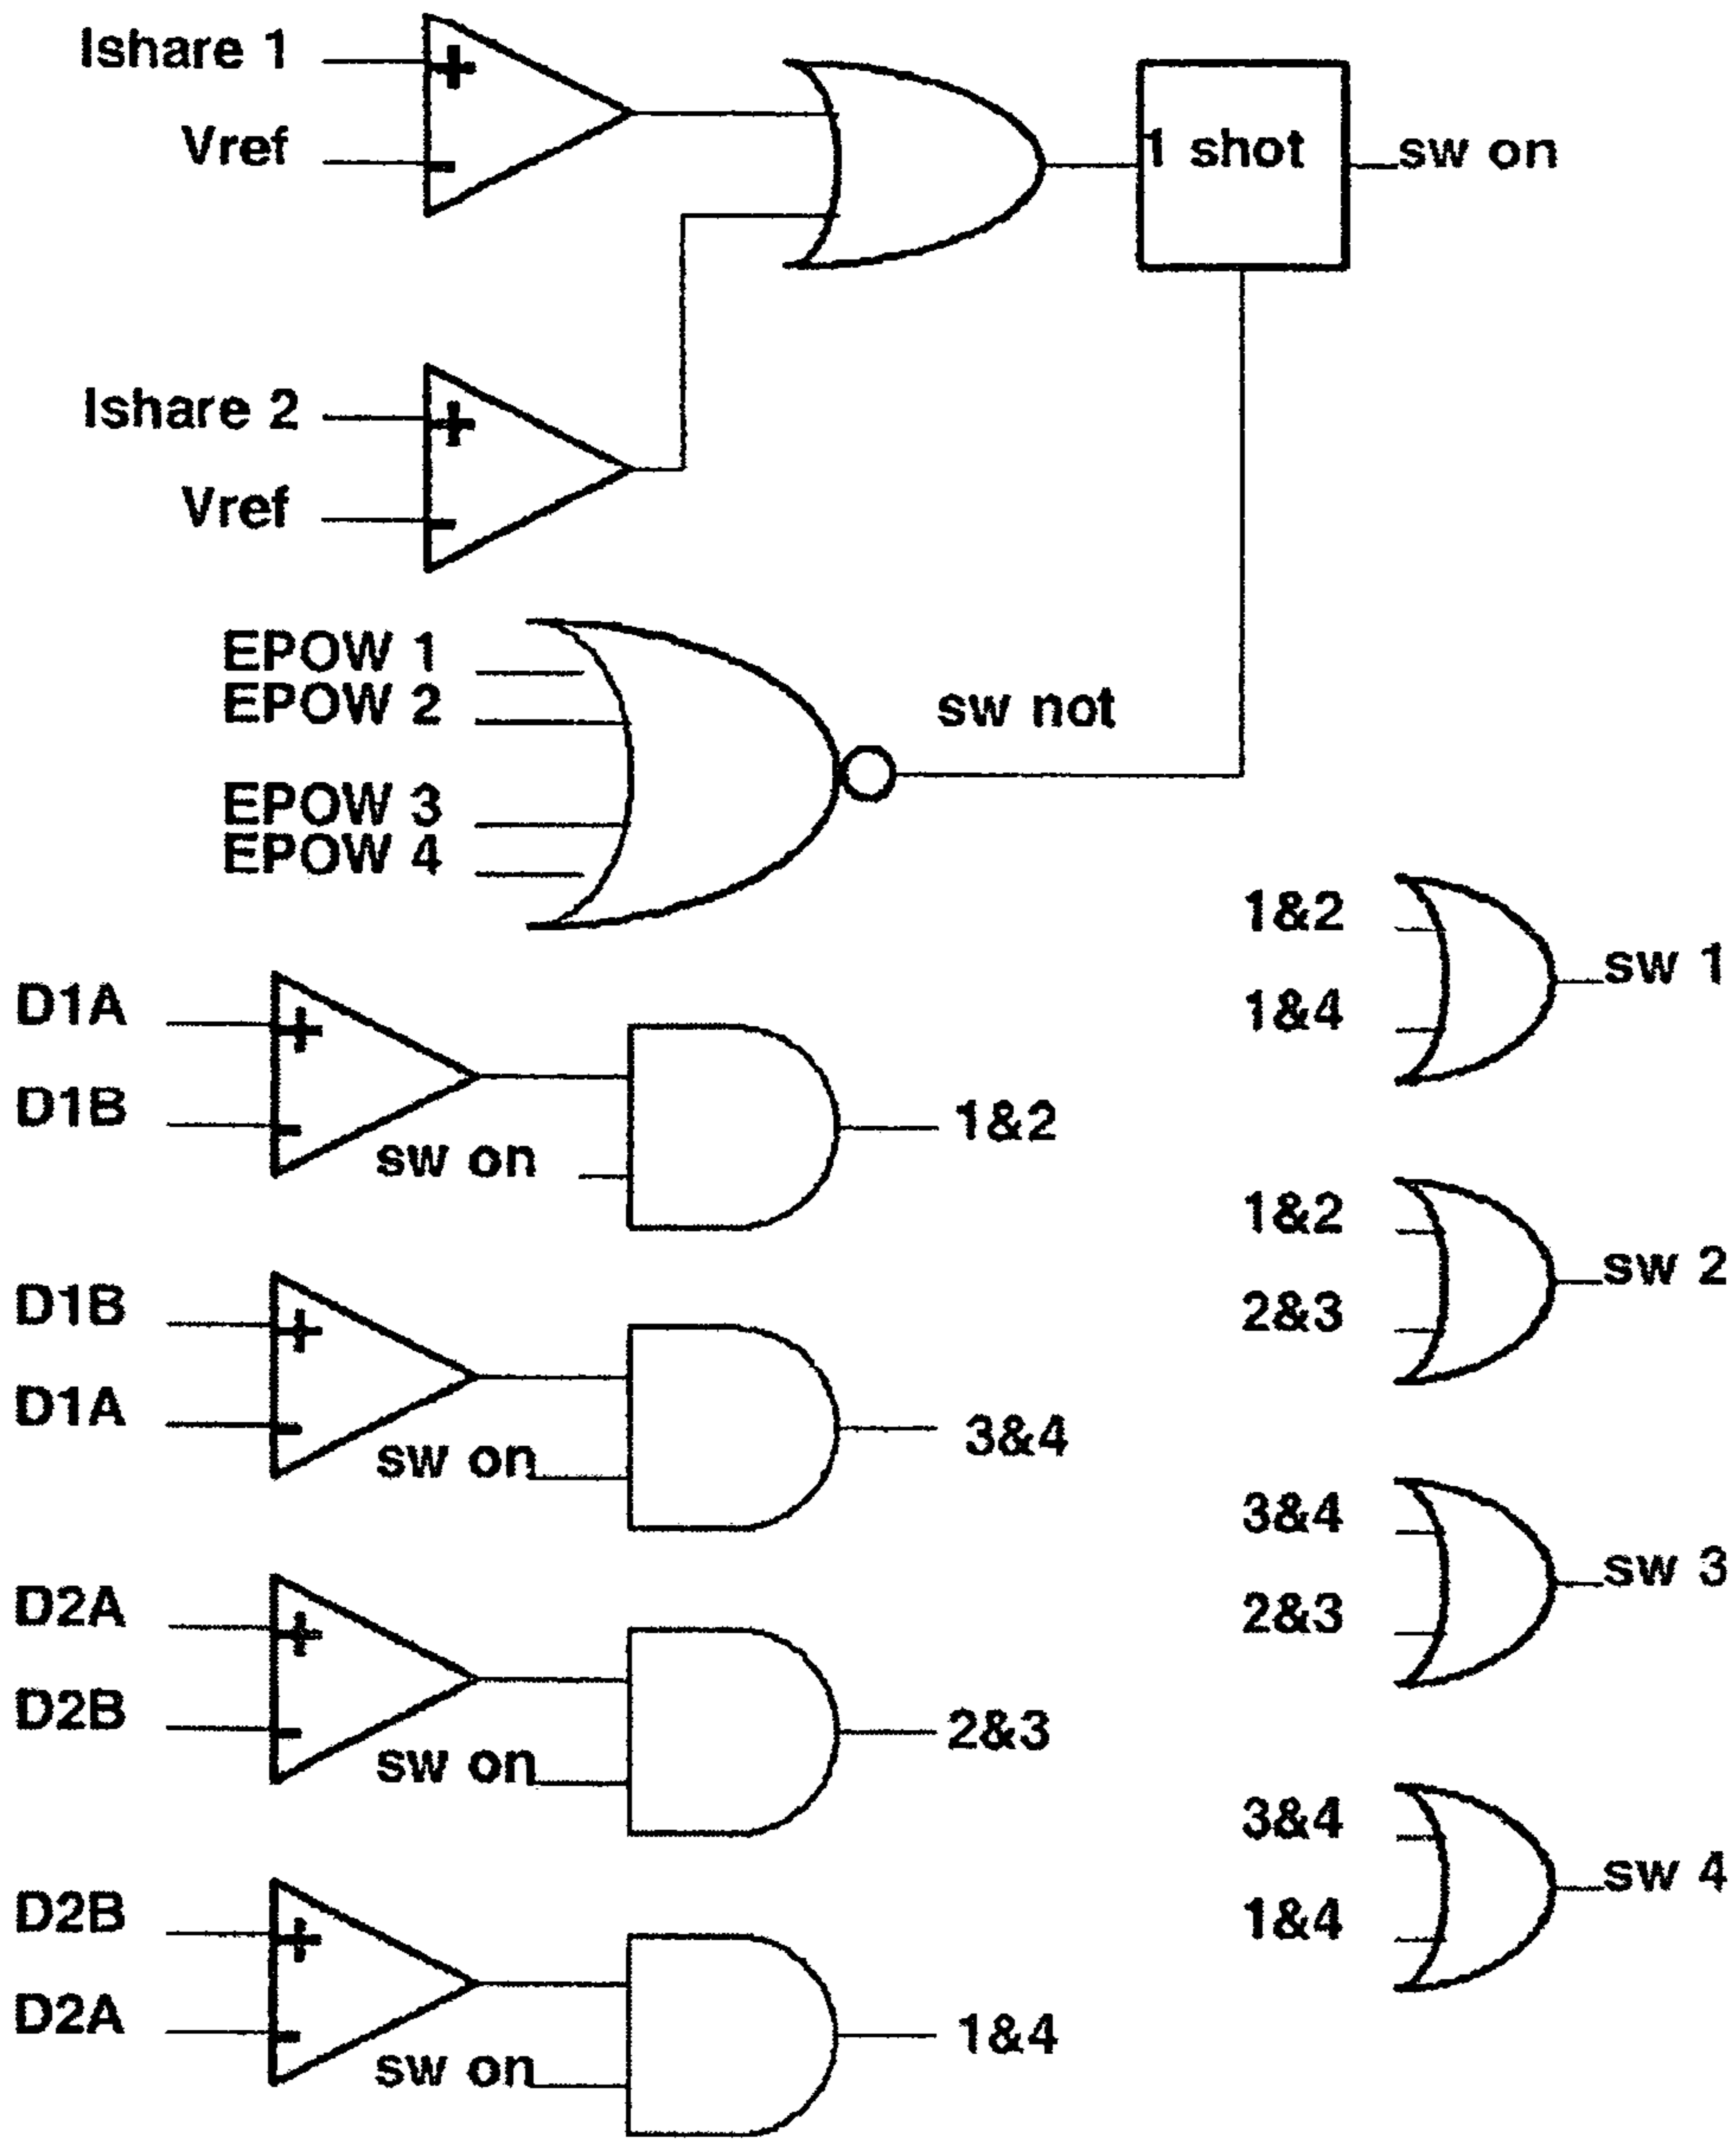 Ishare 1
Vref
1 shot
sw on
Ishare 2
Vref
EPOW 1
EPOW 2
EPOW 3
EPOW 4
sw not
D1A
D1B
sw on
1&2
D1B
D1A
sw on
3&4
D2A
D2B
sw on
2&3
D2B
D2A
sw on
1&4
1&2
1&4
sw 1
1&2
2&3
sw 2
3&4
2&3
sw 3
3&4
1&4
sw 4